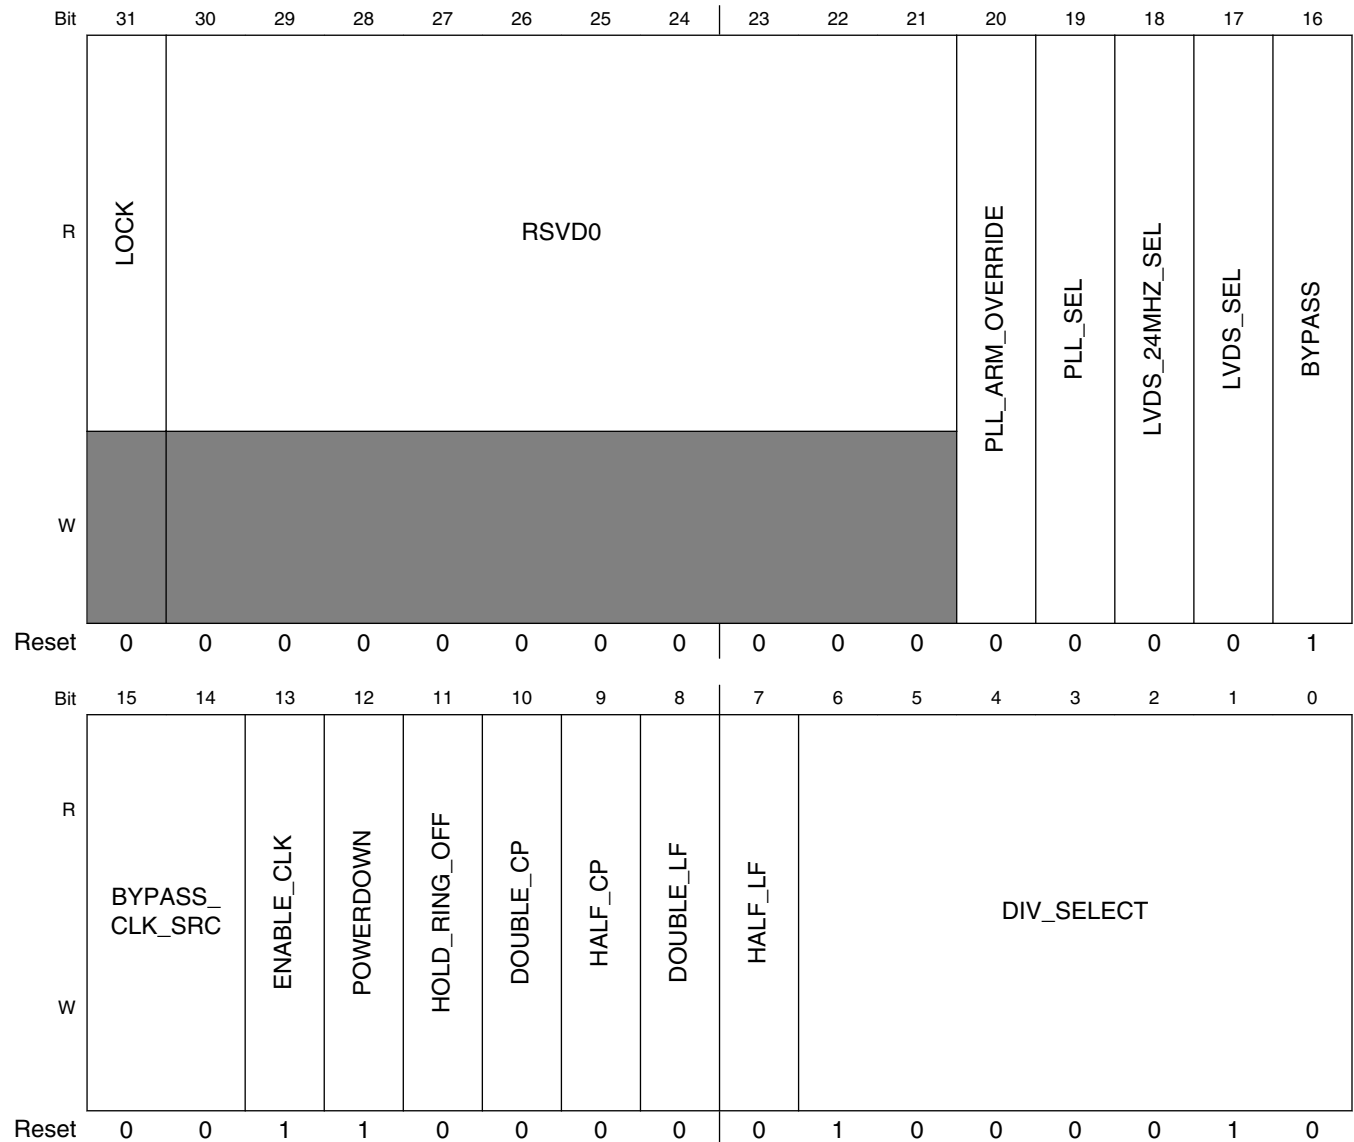 Bit 31 30 29 28 27 26 25 24 23 22 21 20 19 18 17 16
R LOCK RSVD0 PLL_ARM_OVERRIDE PLL_SEL LVDS_24MHZ_SEL LVDS_SEL BYPASS
W
Reset 0 0 0 0 0 0 0 0 0 0 0 0 0 0 0 1
Bit 15 14 13 12 11 10 9 8 7 6 5 4 3 2 1 0
R
BYPASS_
CLK_SRC ENABLE_CLK POWERDOWN HOLD_RING_OFF DOUBLE_CP HALF_CP DOUBLE_LF HALF_LF DIV_SELECT
W
Reset 0 0 1 1 0 0 0 0 0 1 0 0 0 0 1 0